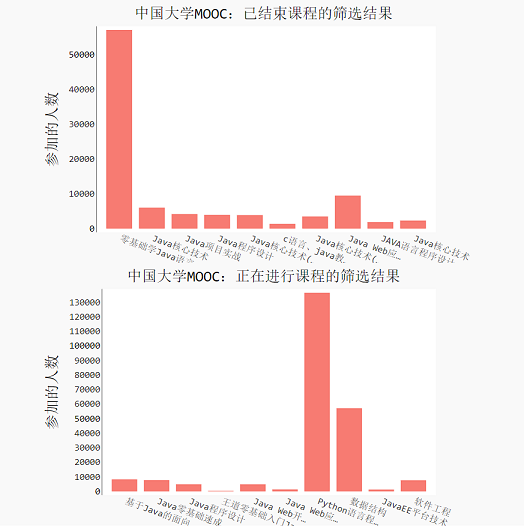 中国大学MOOC: 已结束课程的筛选结果
参加的人数
50000
40000
30000
20000
10000
0
零基础学Java语言
Java核心技术
Java项目实战
Java程序设计
Java核心技术(…
c语言、Java教…
Java核心技术(…
Java Web应…
JAVA语言程序设计
Java核心技术
中国大学MOOC: 正在进行课程的筛选结果
参加的人数
130000
120000
110000
100000
90000
80000
70000
60000
50000
40000
30000
20000
10000
0
基于Java的面向
Java零基础速成
Java程序设计
王道零基础入门J
Java Web开…
Java Web应…
Python语言程…
数据结构
JavaEE平台技术
软件工程